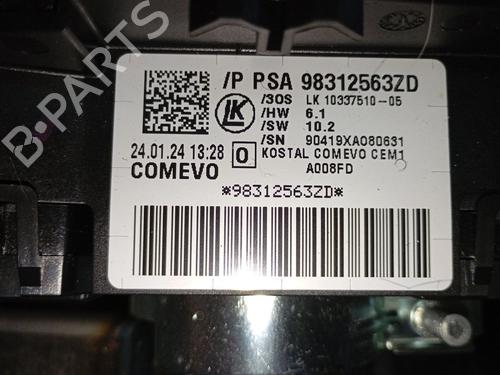 /P PSA 98312563ZD
/SOS LK 10337510-05
/HW 6.1
/SW 10.2
/SN 90419XA080631
24.01.24 13:28 0 KOSTAL COMEVO CEM1
COMEVO A008FD
*98312563ZD*
B-PARTS